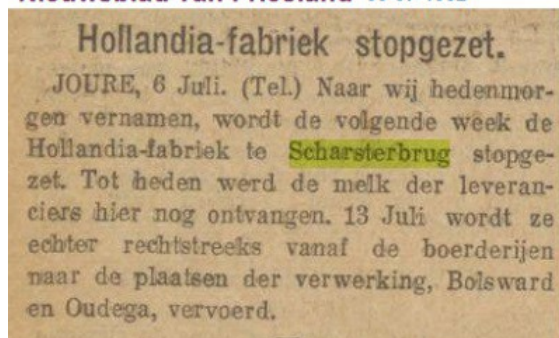 Hollandia-fabriek stopgezet.
JOURE, 6 Juli. (Tel.) Naar wij hedenmor-
gen vernamen, wordt de volgende week de
Hollandia-fabriek te Scharsterbrug stopge-
zet. Tot heden werd de melk der leveran-
ciers hier nog ontvangen. 13 Juli wordt ze
echter rechtstreeks vanaf de boerderijen
naar de plaatsen der verwerking, Bolsward
en Oudega, vervoerd.